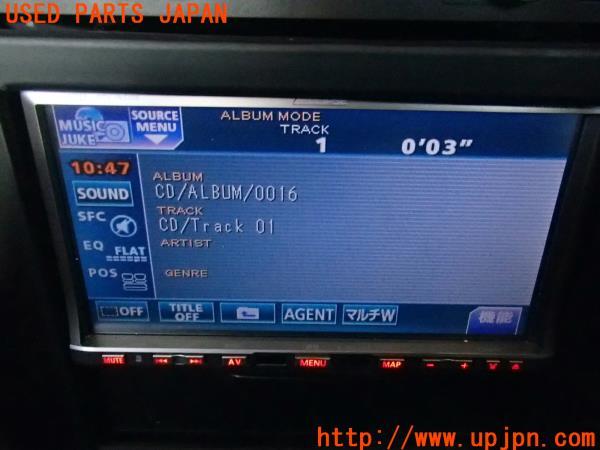 USED PARTS JAPAN
MUSIC JUKE
SOURCE MENU
ALBUM MODE
TRACK
1
0'03"
10:47
ALBUM
CD/ALBUM/0016
SOUND
TRACK
CD/Track 01
SFC
ARTIST
EQ FLAT
POS
GENRE
OFF
TITLE OFF
AGENT
マルチW
機能
MUTE
AV
MENU
MAP
- +
http://www.upjpn.com/